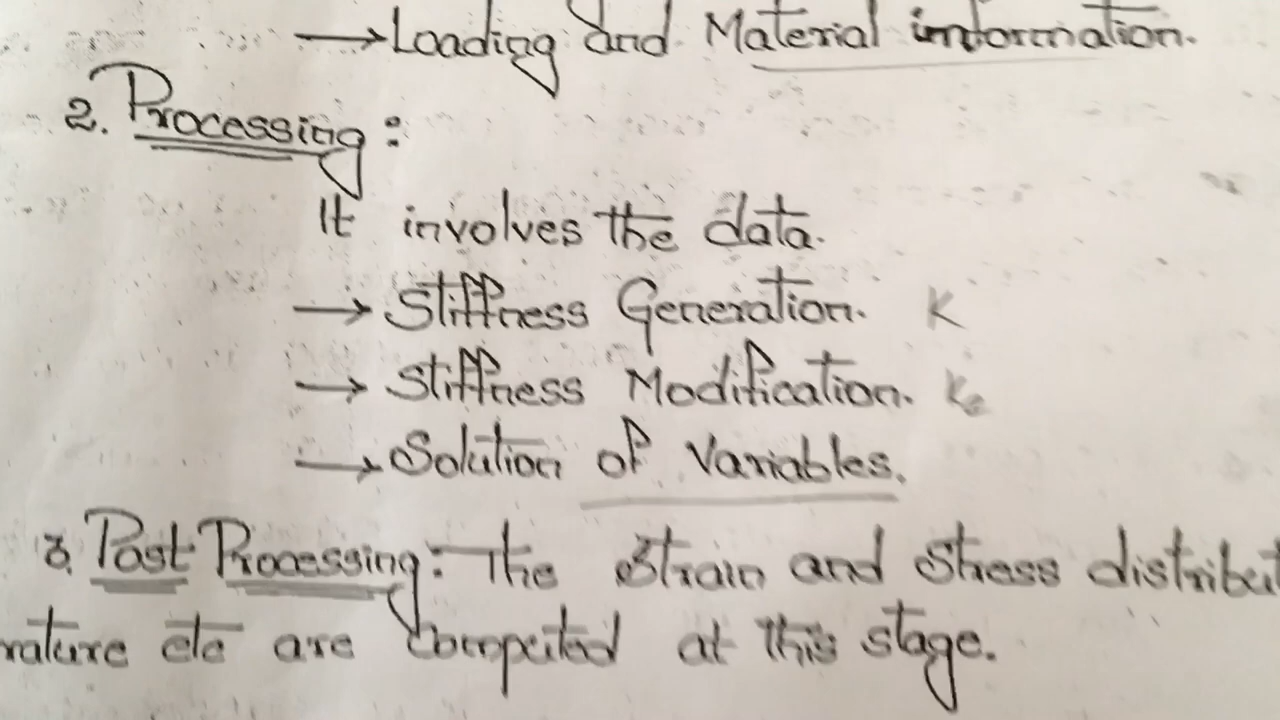 → Loading and Material information.
2. Processing:
It involves the data.
→ Stiffness Generation. K
→ Stiffness Modification.
→ Solution of Variables.
3. Post Processing: The Strain and Stress distribut
rature etc are Computed at this stage.